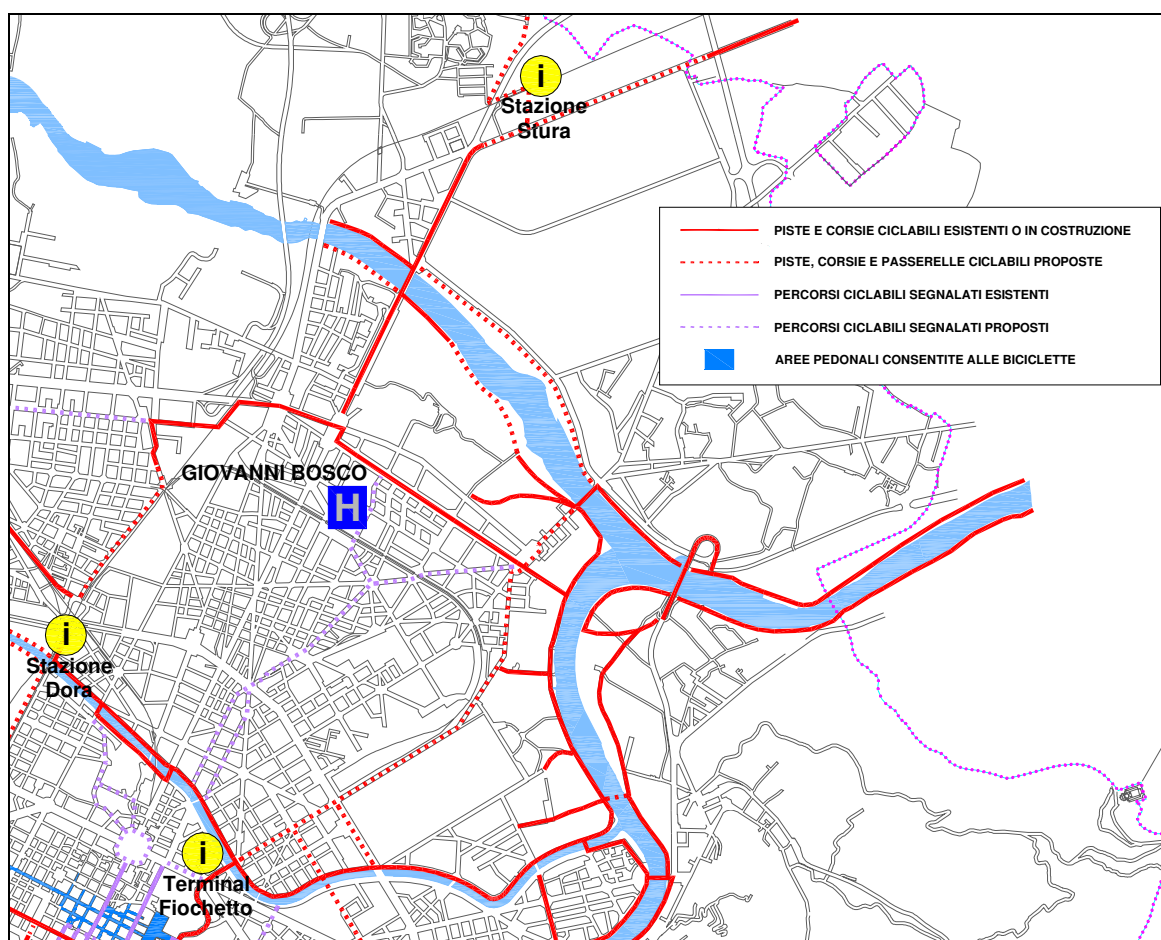 i
Stazione
Stura
PISTE E CORSIE CICLABILI ESISTENTI O IN COSTRUZIONE
PISTE, CORSIE E PASSERELLE CICLABILI PROPOSTE
PERCORSI CICLABILI SEGNALATI ESISTENTI
PERCORSI CICLABILI SEGNALATI PROPOSTI
AREE PEDONALI CONSENTITE ALLE BICICLETTE
GIOVANNI BOSCO
H
i
Stazione
Dora
i
Terminal
Fiochetto